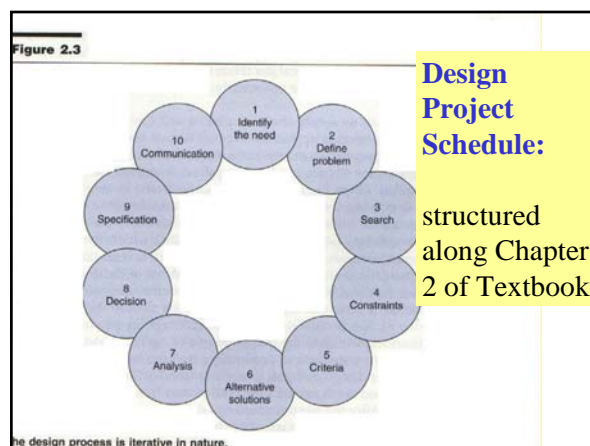 Figure 2.3
1
Identify
the need
2
Define
problem
3
Search
4
Constraints
5
Criteria
6
Alternative
solutions
7
Analysis
8
Decision
9
Specification
10
Communication
Design
Project
Schedule:
structured
along Chapter
2 of Textbook
he design process is iterative in nature.